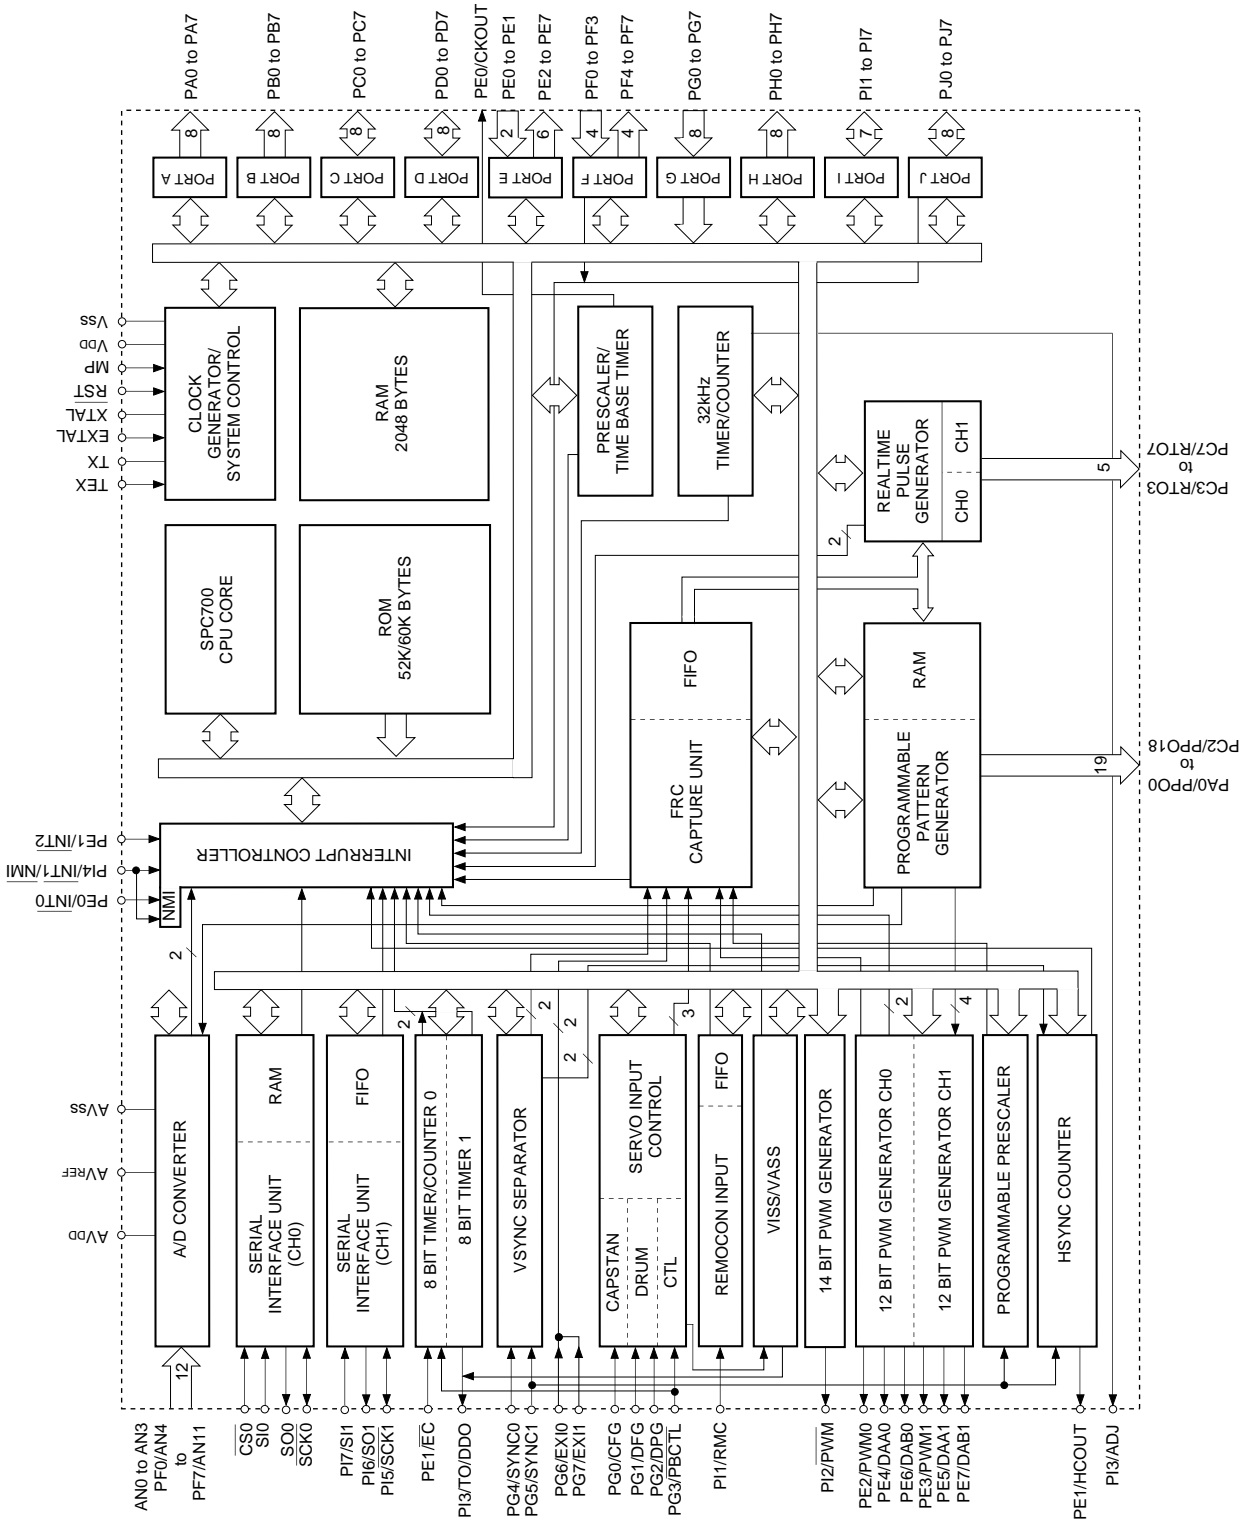 PA0 to PA7
PB0 to PB7
PC0 to PC7
PD0 to PD7
PE0/CKOUT
PE0 to PE1
PE2 to PE7
PF0 to PF3
PF4 to PF7
PG0 to PG7
PH0 to PH7
PI1 to PI7
PJ0 to PJ7
8
8
8
8
2
6
4
4
8
8
7
8
PORT A
PORT B
PORT C
PORT D
PORT E
PORT F
PORT G
PORT H
PORT I
PORT J
Vss
VDD
MP
RST
XTAL
EXTAL
TX
TEX
CLOCK
GENERATOR/
SYSTEM CONTROL
RAM
2048 BYTES
PRESCALER/
TIME BASE TIMER
32kHz
TIMER/COUNTER
REALTIME
PULSE
GENERATOR
CH0
CH1
5
PC3/RTO3
to
PC7/RTO7
2
SPC700
CPU CORE
ROM
52K/60K BYTES
FRC
CAPTURE UNIT
FIFO
PROGRAMMABLE
PATTERN
GENERATOR
RAM
19
PA0/PPO0
to
PC2/PPO18
PE1/INT2
PI4/INT1/NMI
PE0/INT0
INTERRUPT CONTROLLER
NMI
2
2
2
2
2
3
2
4
AVss
AVREF
AVDD
A/D CONVERTER
SERIAL
INTERFACE UNIT
(CH0)
RAM
SERIAL
INTERFACE UNIT
(CH1)
FIFO
8 BIT TIMER/COUNTER 0
8 BIT TIMER 1
VSYNC SEPARATOR
SERVO INPUT
CONTROL
CAPSTAN
DRUM
CTL
REMOCON INPUT
FIFO
VISS/VASS
14 BIT PWM GENERATOR
12 BIT PWM GENERATOR CH0
12 BIT PWM GENERATOR CH1
PROGRAMMABLE PRESCALER
HSYNC COUNTER
12
AN0 to AN3
PF0/AN4
to
PF7/AN11
CS0
SI0
SO0
SCK0
PI7/SI1
PI6/SO1
PI5/SCK1
PE1/EC
PI3/TO/DDO
PG4/SYNC0
PG5/SYNC1
PG6/EXI0
PG7/EXI1
PG0/CFG
PG1/DFG
PG2/DPG
PG3/PBCTL
PI1/RMC
PI2/PWM
PE2/PWM0
PE4/DAA0
PE6/DAB0
PE3/PWM1
PE5/DAA1
PE7/DAB1
PE1/HCOUT
PI3/ADJ